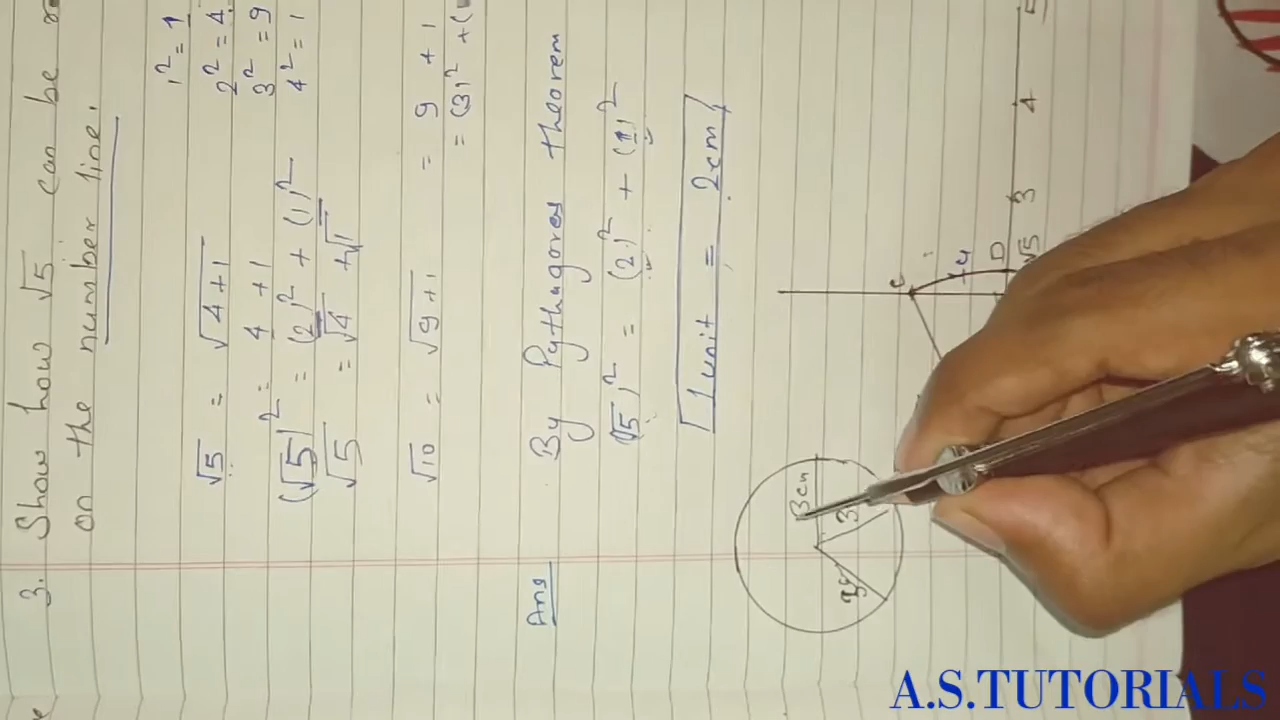 3. Show how √5 can be
on the number line.
1² = 1
2² = 4
3² = 9
4² = 1
√5 = √4+1
(√5)² = 4 + 1
= (2)² + (1)²
√5 = √4 + √1
√10 = √9+1 = 9 + 1
= (3)² + (
Ans By Pythagores theorem
(√5)² = (2)² + (1)²
1 unit = 2cm
3cm
3
C
D
√5 3 4 5
A.S.TUTORIALS